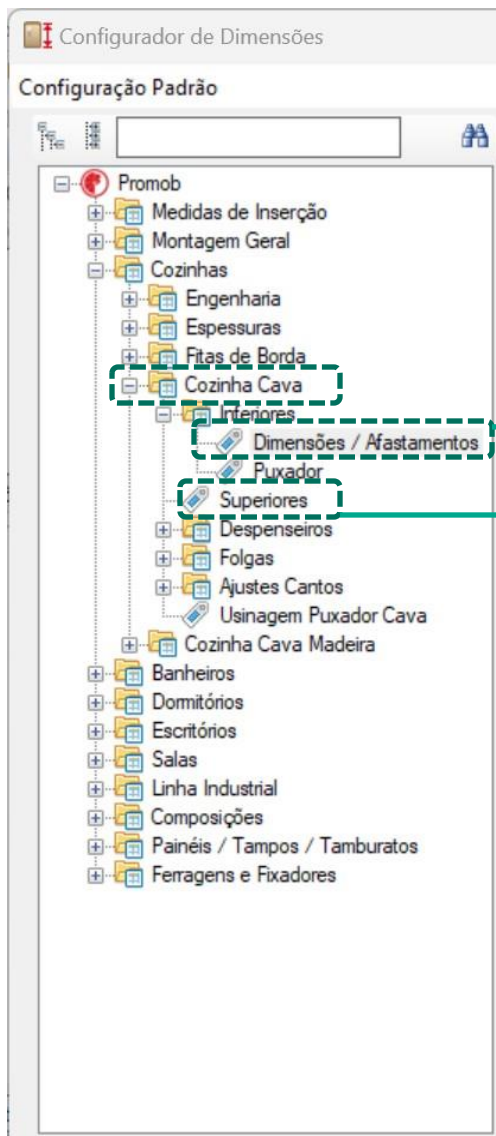 Configurador de Dimensões
Configuração Padrão
Promob
Medidas de Inserção
Montagem Geral
Cozinhas
Engenharia
Espessuras
Fitas de Borda
Cozinha Cava
Inferiores
Dimensões / Afastamentos
Puxador
Superiores
Despenseiros
Folgas
Ajustes Cantos
Usinagem Puxador Cava
Cozinha Cava Madeira
Banheiros
Dormitórios
Escritórios
Salas
Linha Industrial
Composições
Painéis / Tampos / Tamburatos
Ferragens e Fixadores